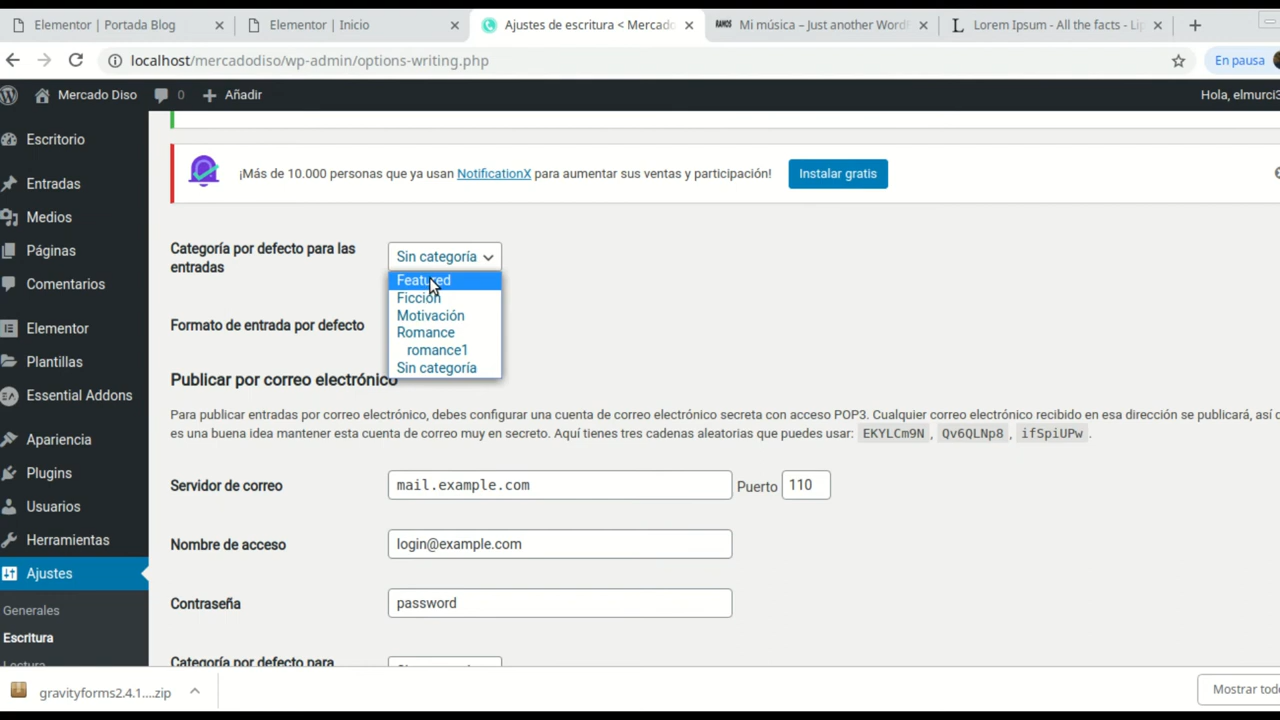 Elementor | Portada Blog
Elementor | Inicio
Ajustes de escritura < Mercado
Mi música – Just another WordP
Lorem Ipsum - All the facts - Lip
localhost/mercadodiso/wp-admin/options-writing.php
En pausa
Mercado Diso
0
Añadir
Hola, elmurci3
Escritorio
Entradas
Medios
Páginas
Comentarios
Elementor
Plantillas
Essential Addons
Apariencia
Plugins
Usuarios
Herramientas
Ajustes
Generales
Escritura
Lectura
¡Más de 10.000 personas que ya usan NotificationX para aumentar sus ventas y participación!
Instalar gratis
Categoría por defecto para las
entradas
Sin categoría
Featured
Ficción
Motivación
Romance
romance1
Sin categoría
Formato de entrada por defecto
Publicar por correo electrónico
Para publicar entradas por correo electrónico, debes configurar una cuenta de correo electrónico secreta con acceso POP3. Cualquier correo electrónico recibido en esa dirección se publicará, así
es una buena idea mantener esta cuenta de correo muy en secreto. Aquí tienes tres cadenas aleatorias que puedes usar: EKYLCm9N , Qv6QLNp8 , ifSpiUPw .
Servidor de correo
mail.example.com
Puerto
110
Nombre de acceso
login@example.com
Contraseña
password
Categoría por defecto para
gravityforms2.4.1....zip
Mostrar todo